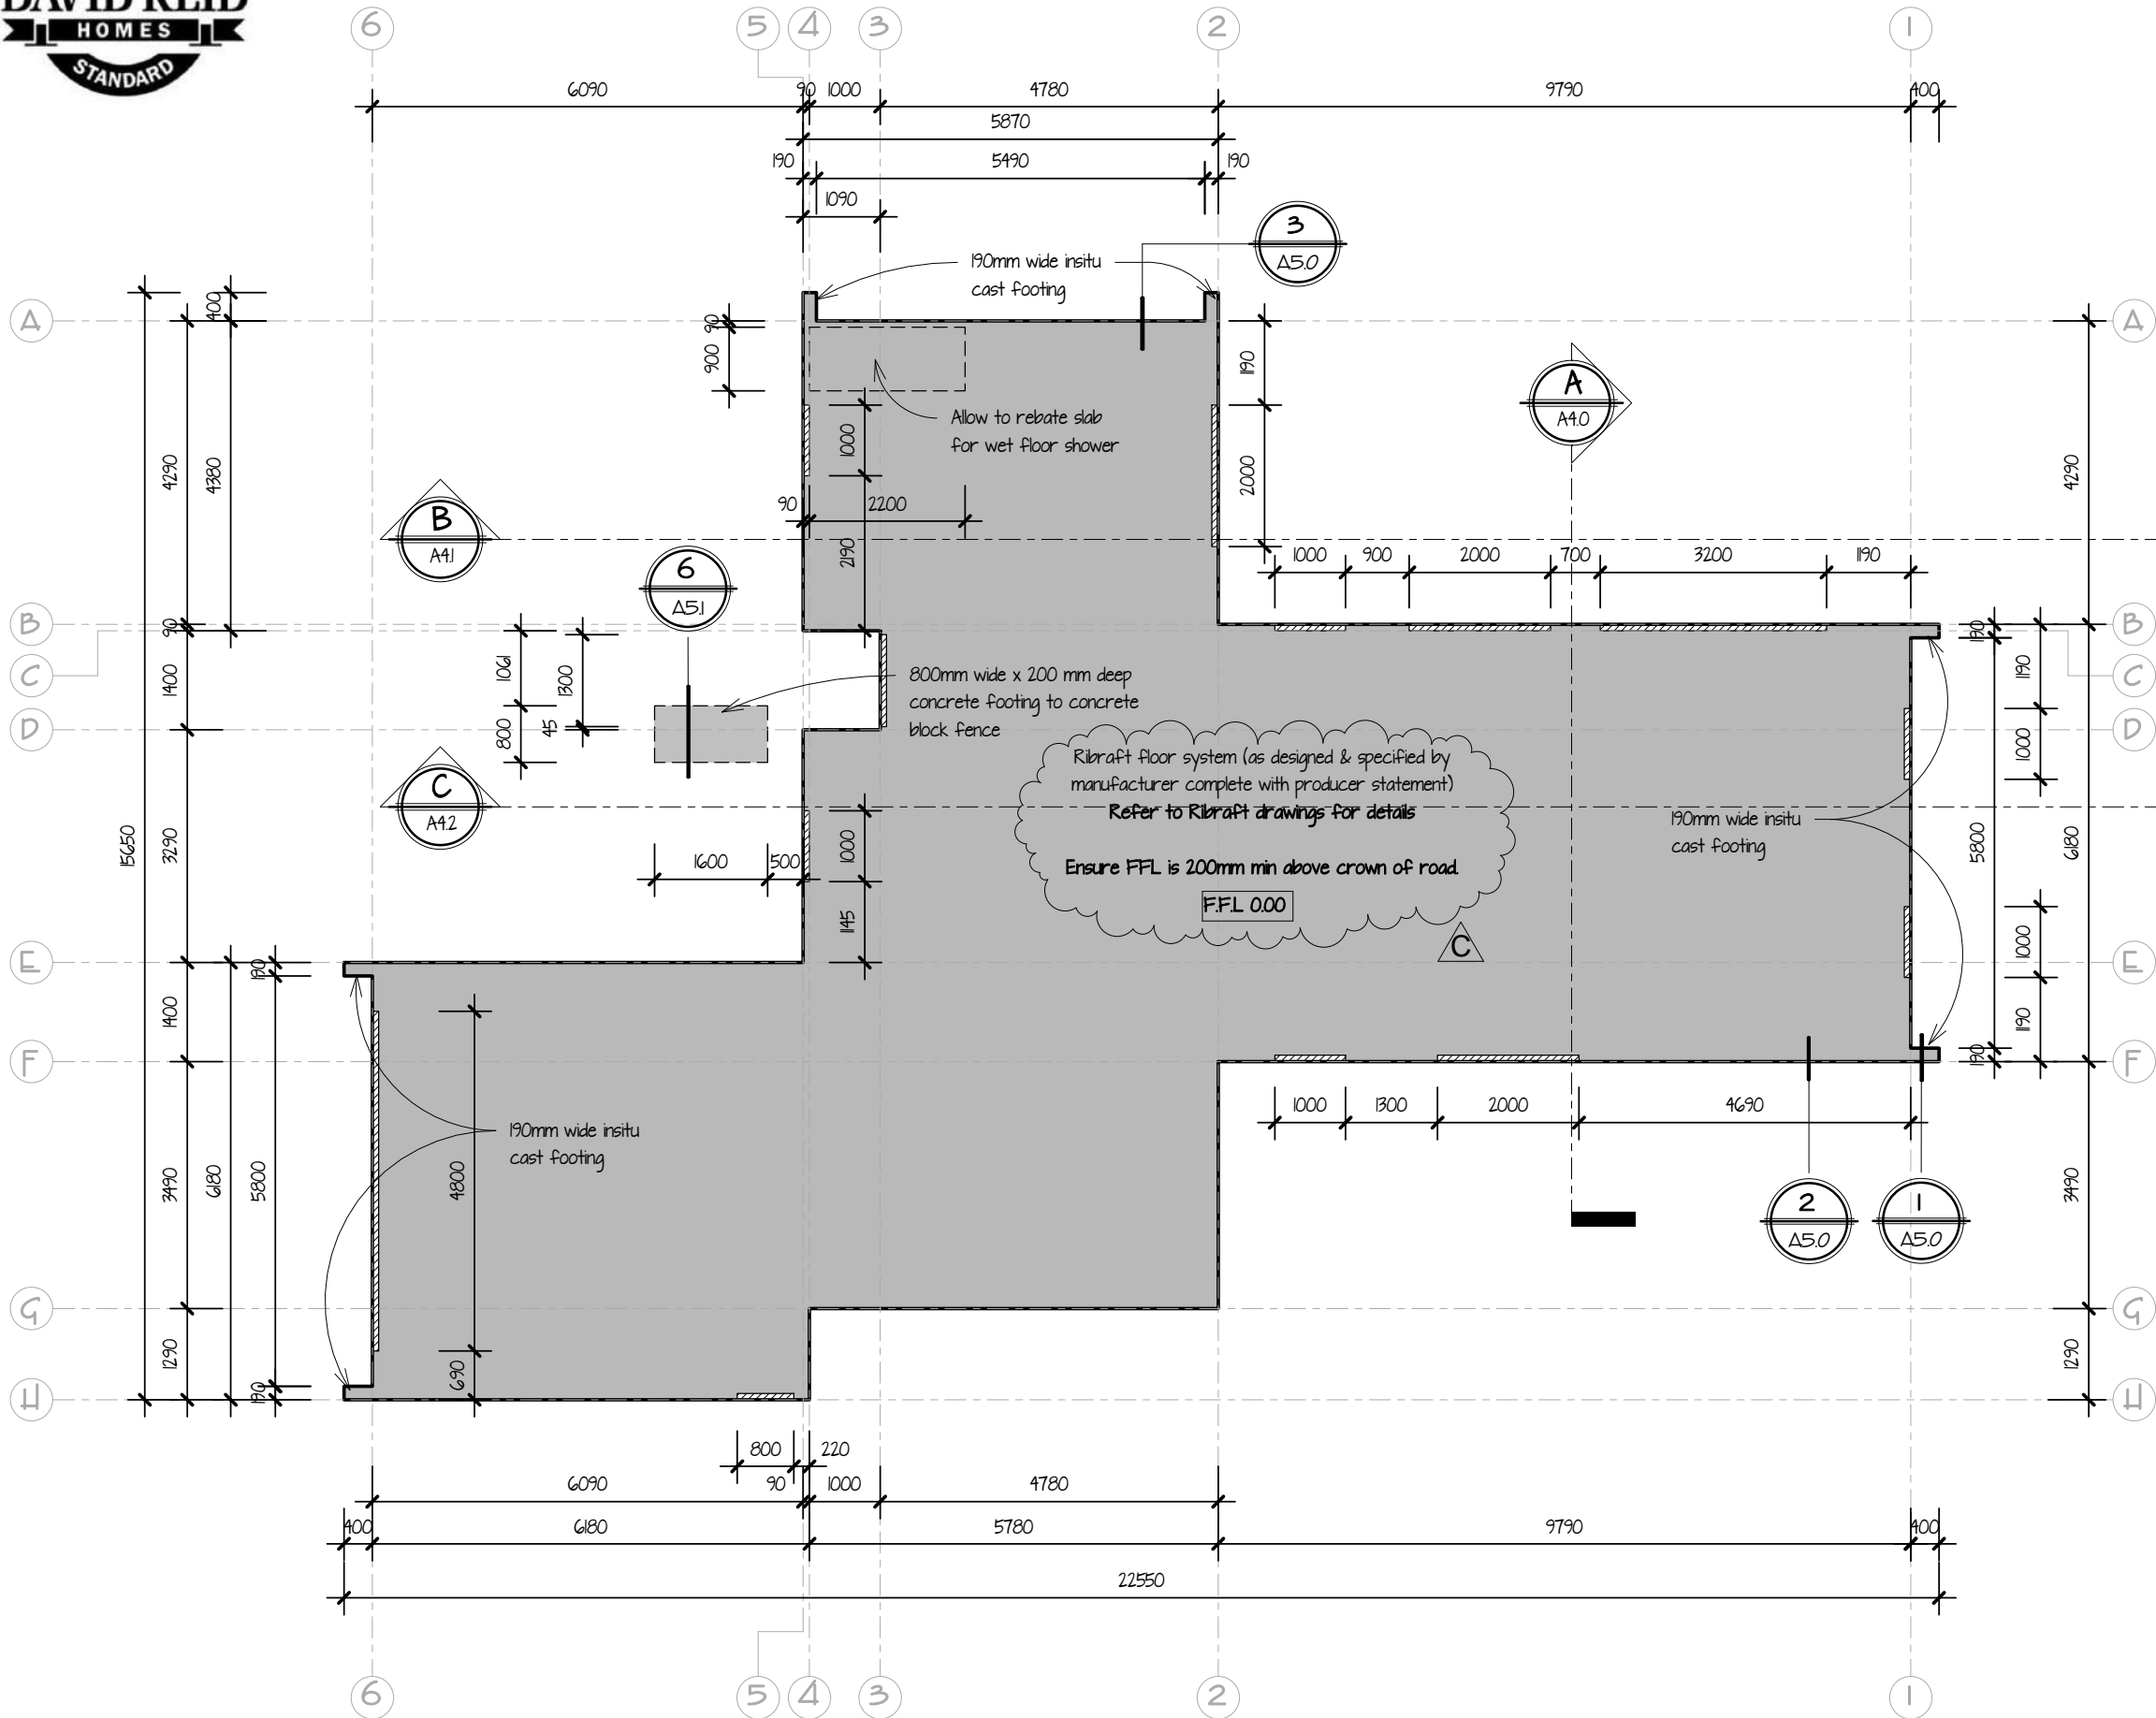 DAVID REID
HOMES
STANDARD
6
5
4
3
2
1
6090
90
1000
4780
9790
400
5870
190
5490
190
1090
3
A5.0
190mm wide insitu
cast footing
A
A
400
90
900
190
A
A4.0
Allow to rebate slab
for wet floor shower
1000
4290
4380
2000
4290
B
A4.1
90
2200
2190
6
A5.1
1000
900
2000
700
3200
1190
B
B
90
190
C
C
1400
1061
1300
1190
800mm wide x 200 mm deep
concrete footing to concrete
block fence
D
D
800
45
1000
Ribraft floor system (as designed & specified by
manufacturer complete with producer statement)
Refer to Ribraft drawings for details
Ensure FFL is 200mm min above crown of road.
F.F.L 0.00
C
C
A4.2
190mm wide insitu
cast footing
15650
3290
1600
500
1000
5800
6180
1145
1000
E
E
190
1400
1190
F
F
190
1000
1300
2000
4690
190mm wide insitu
cast footing
3490
6180
5800
4800
3490
2
A5.0
1
A5.0
G
G
1290
690
1290
190
H
H
800
220
6090
90
1000
4780
400
6180
5780
9790
400
22550
6
5
4
3
2
1